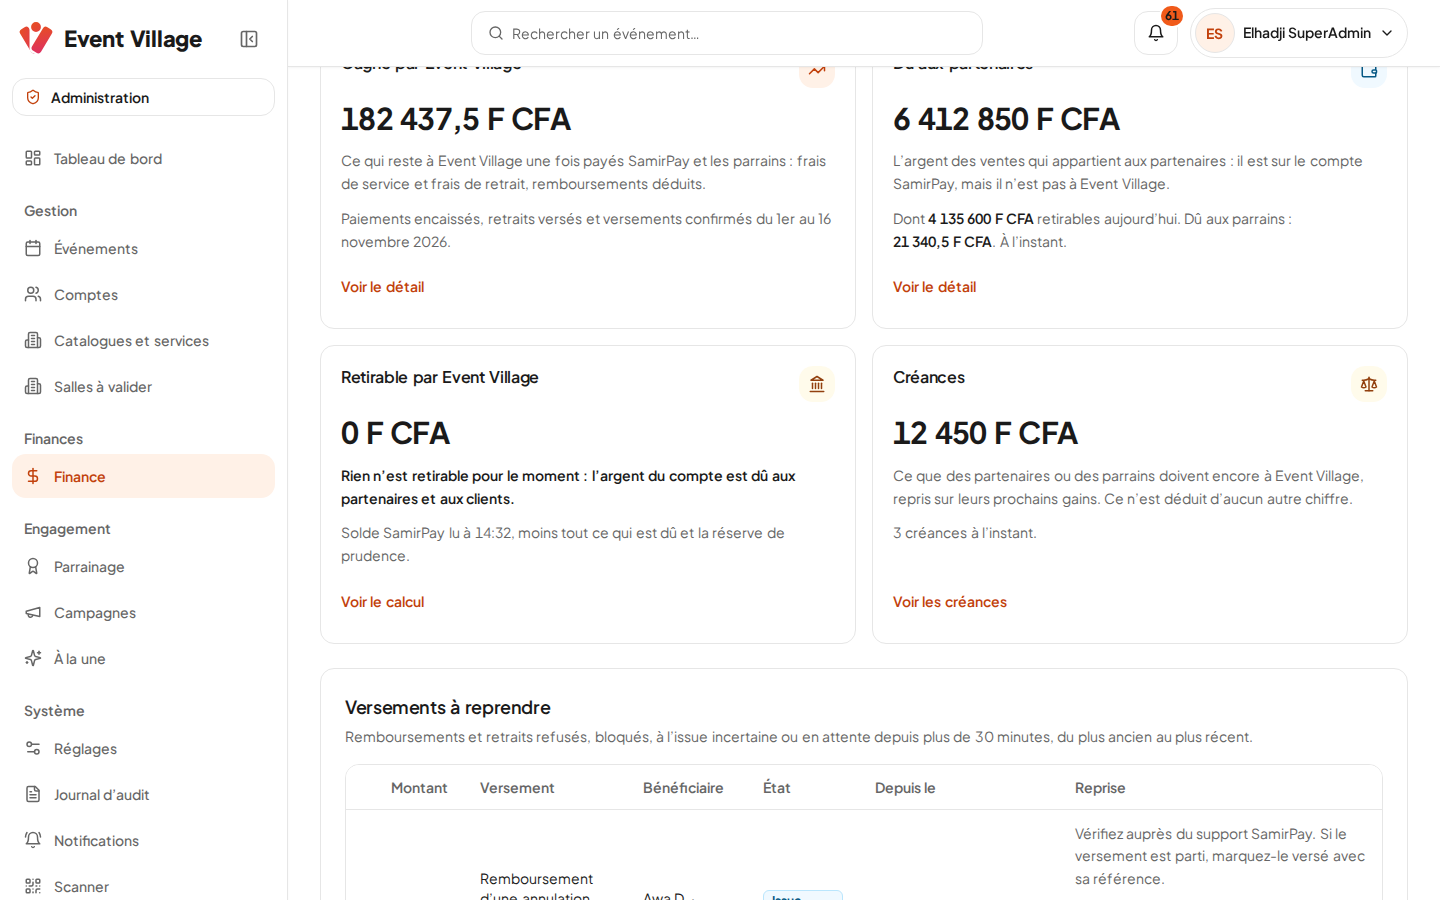 Event Village
Rechercher un événement…
61
ES
Elhadji SuperAdmin
Administration
Tableau de bord
Gestion
Événements
Comptes
Catalogues et services
Salles à valider
Finances
Finance
Engagement
Parrainage
Campagnes
À la une
Système
Réglages
Journal d’audit
Notifications
Scanner
Gagné par Event Village
182 437,5 F CFA
Ce qui reste à Event Village une fois payés SamirPay et les parrains : frais
de service et frais de retrait, remboursements déduits.
Paiements encaissés, retraits versés et versements confirmés du 1er au 16
novembre 2026.
Voir le détail
Dû aux partenaires
6 412 850 F CFA
L’argent des ventes qui appartient aux partenaires : il est sur le compte
SamirPay, mais il n’est pas à Event Village.
Dont 4 135 600 F CFA retirables aujourd’hui. Dû aux parrains :
21 340,5 F CFA. À l’instant.
Voir le détail
Retirable par Event Village
0 F CFA
Rien n’est retirable pour le moment : l’argent du compte est dû aux
partenaires et aux clients.
Solde SamirPay lu à 14:32, moins tout ce qui est dû et la réserve de
prudence.
Voir le calcul
Créances
12 450 F CFA
Ce que des partenaires ou des parrains doivent encore à Event Village,
repris sur leurs prochains gains. Ce n’est déduit d’aucun autre chiffre.
3 créances à l’instant.
Voir les créances
Versements à reprendre
Remboursements et retraits refusés, bloqués, à l’issue incertaine ou en attente depuis plus de 30 minutes, du plus ancien au plus récent.
Montant Versement Bénéficiaire État Depuis le Reprise
Vérifiez auprès du support SamirPay. Si le
versement est parti, marquez-le versé avec
sa référence.
Remboursement
d’une annulation
Awa D.
Issue